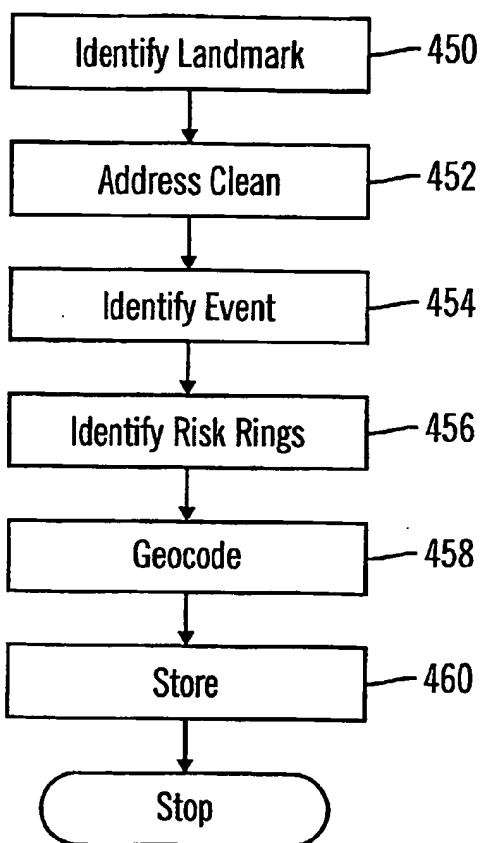 Identify Landmark 450
Address Clean 452
Identify Event 454
Identify Risk Rings 456
Geocode 458
Store 460
Stop